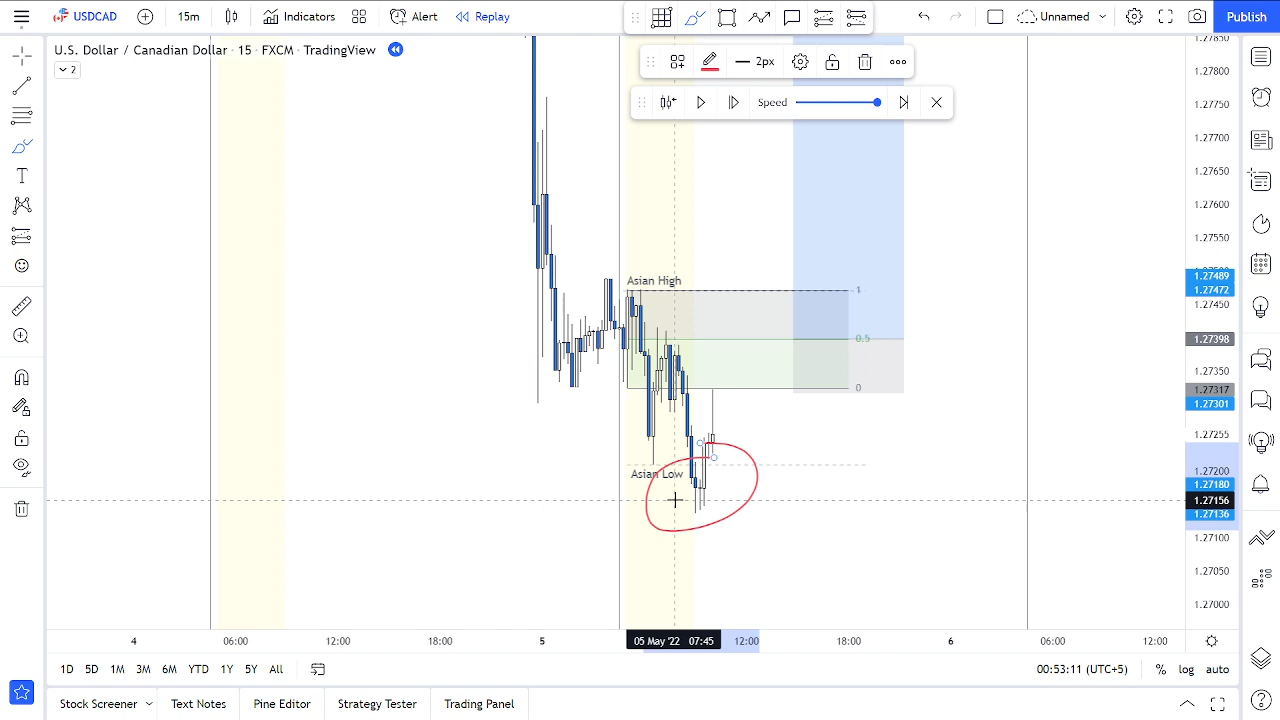 USDCAD 15m Indicators Alert Replay Unnamed Publish
U.S. Dollar / Canadian Dollar · 15 · FXCM · TradingView
2
2px
Speed
Asian High
1
0.5
0
Asian Low
1.27850
1.27800
1.27750
1.27700
1.27650
1.27600
1.27550
1.27489
1.27472
1.27450
1.27398
1.27350
1.27317
1.27301
1.27255
1.27200
1.27180
1.27156
1.27136
1.27100
1.27050
1.27000
4 06:00 12:00 18:00 5 05 May '22 07:45 12:00 18:00 6 06:00 12:00
1D 5D 1M 3M 6M YTD 1Y 5Y All 00:53:11 (UTC+5) % log auto
Stock Screener Text Notes Pine Editor Strategy Tester Trading Panel